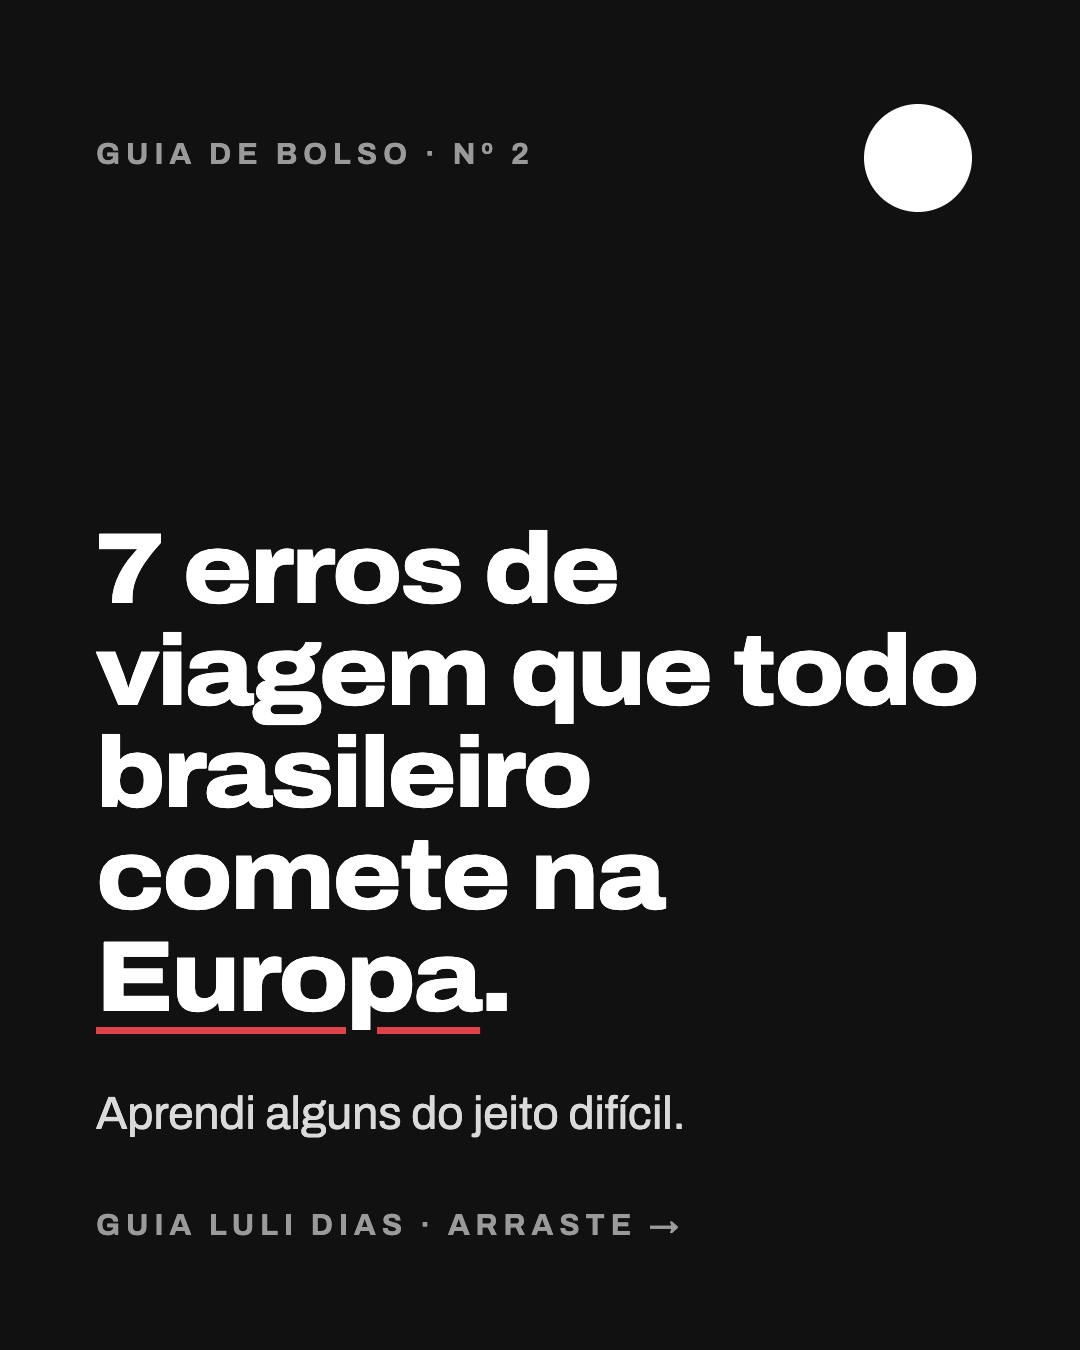 GUIA DE BOLSO · Nº 2
7 erros de
viagem que todo
brasileiro
comete na
Europa.
Aprendi alguns do jeito difícil.
GUIA LULI DIAS · ARRASTE →